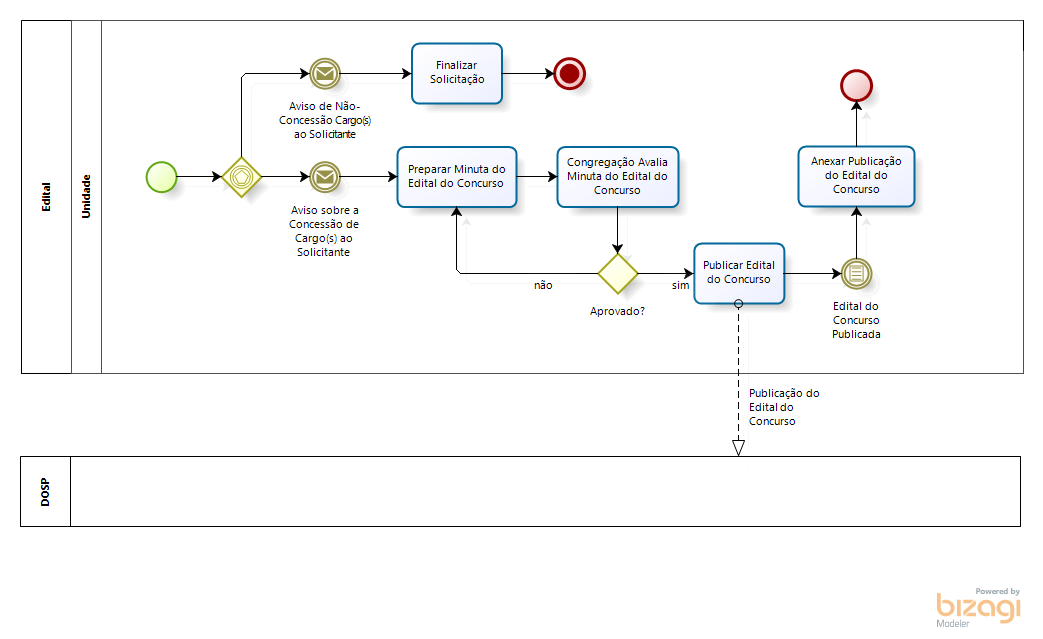 Edital
Unidade
Finalizar
Solicitação
Aviso de Não-
Concessão Cargo(s)
ao Solicitante
Aviso sobre a
Concessão de
Cargo(s) ao
Solicitante
Preparar Minuta do
Edital do Concurso
Congregação Avalia
Minuta do Edital do
Concurso
Anexar Publicação
do Edital do
Concurso
não
Aprovado?
sim
Publicar Edital
do Concurso
Edital do
Concurso
Publicada
Publicação do
Edital do
Concurso
DOSP
Powered by
bizagi
Modeler